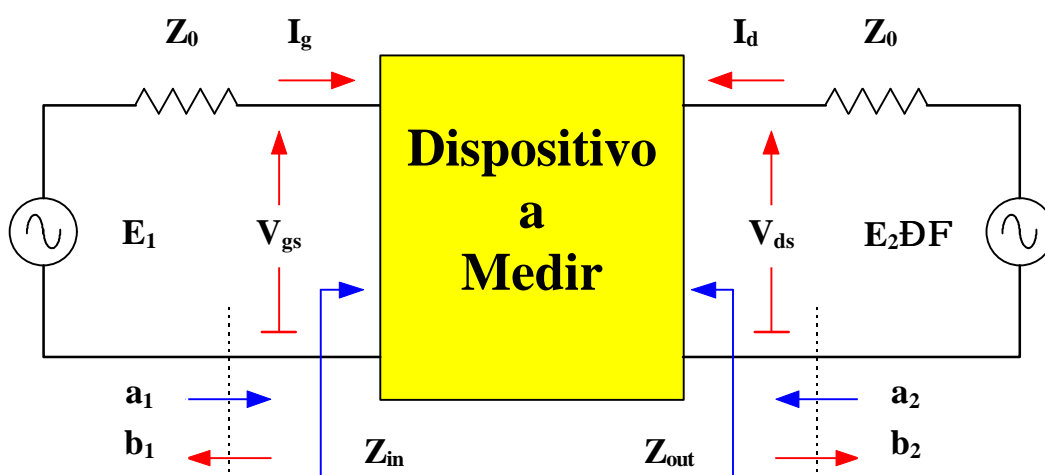 Z0 Ig Id Z0
Dispositivo
a
Medir
E1 Vgs Vds E2ÐF
a1 a2
b1 Zin Zout b2